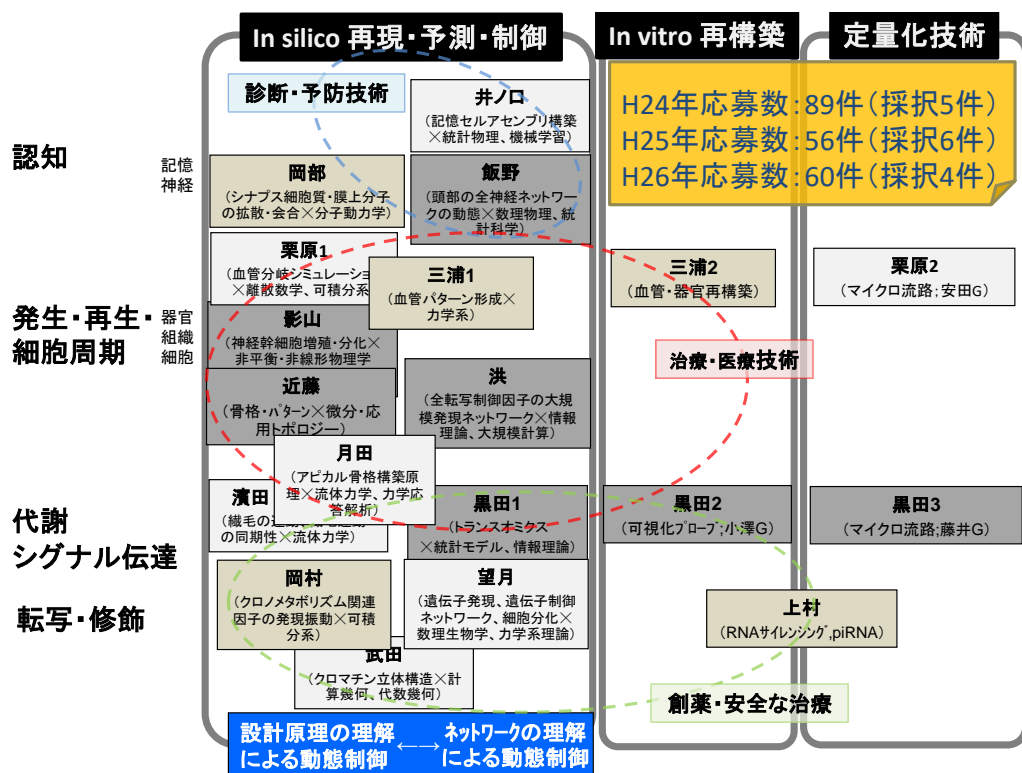 In silico 再現・予測・制御
In vitro 再構築
定量化技術
診断・予防技術
井ノ口
（記憶セルアセンブリ構築
×統計物理、機械学習）
H24年応募数：89件（採択5件）
H25年応募数：56件（採択6件）
H26年応募数：60件（採択4件）
認知
記憶
神経
岡部
（シナプス細胞質・膜上分子
の拡散・会合×分子動力学）
飯野
（頭部の全神経ネットワー
クの動態×数理物理、統
計科学）
栗原1
（血管分岐シミュレーショ
×離散数学、可積分系）
三浦1
（血管パターン形成×
力学系）
三浦2
（血管・器官再構築）
栗原2
（マイクロ流路;安田G）
発生・再生・
細胞周期
器官
組織
細胞
影山
（神経幹細胞増殖・分化×
非平衡・非線形物理学
治療・医療技術
近藤
（骨格・パターン×微分・応
用トポロジー）
洪
（全転写制御因子の大規
模発現ネットワーク×情報
理論、大規模計算）
月田
（アピカル骨格構築原
理×流体力学、力学応
答解析）
濱田
（繊毛の
の同期性×流体力学）
代謝
シグナル伝達
黒田1
（トランスオミクス
×統計モデル、情報理論）
黒田2
（可視化プローブ;小澤G）
黒田3
（マイクロ流路;藤井G）
転写・修飾
岡村
（クロノメタボリズム関連
因子の発現振動×可積
分系）
望月
（遺伝子発現、遺伝子制御
ネットワーク、細胞分化×
数理生物学、力学系理論）
上村
（RNAサイレンシング,piRNA）
武田
（クロマチン立体構造×計
算幾何、代数幾何）
創薬・安全な治療
設計原理の理解
による動態制御
←→
ネットワークの理解
による動態制御